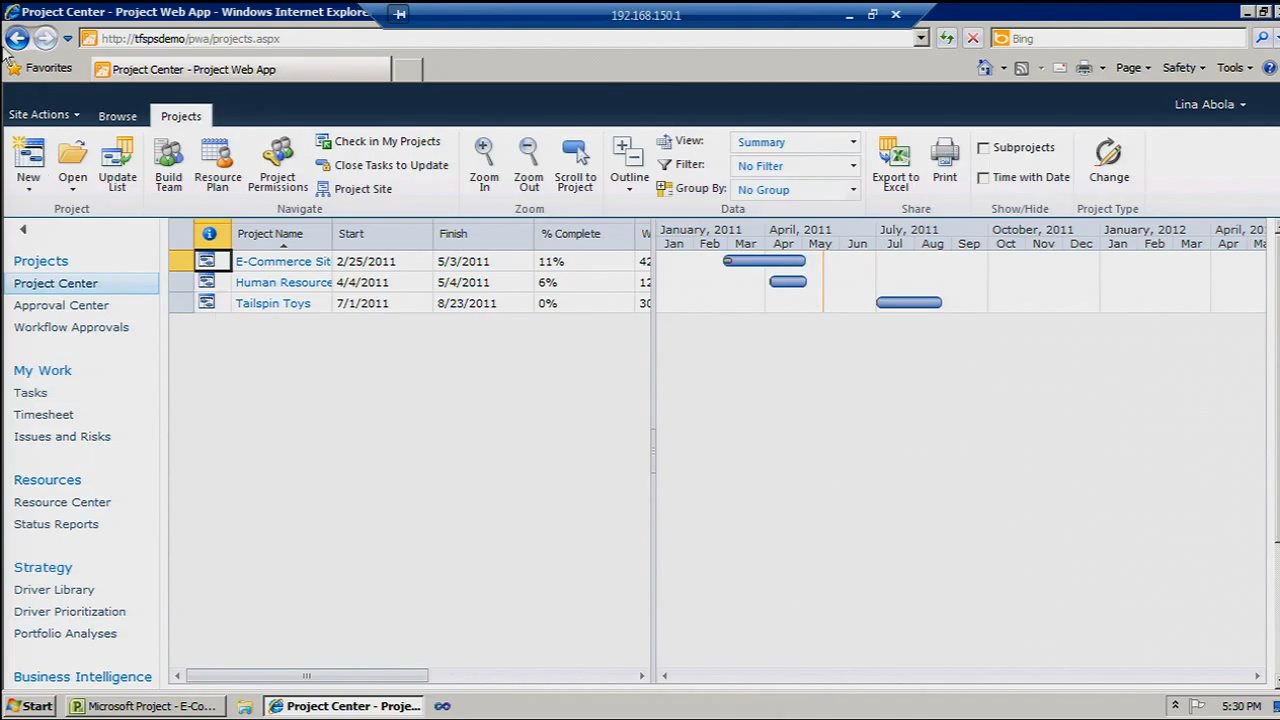 Project Center - Project Web App - Windows Internet Explore
192.168.150.1
http://tfspsdemo/pwa/projects.aspx
Bing
Favorites
Project Center - Project Web App
Page
Safety
Tools
Lina Abola
Site Actions
Browse
Projects
New
Open
Update List
Project
Build Team
Resource Plan
Project Permissions
Check in My Projects
Close Tasks to Update
Project Site
Navigate
Zoom In
Zoom Out
Scroll to Project
Zoom
Outline
View: Summary
Filter: No Filter
Group By: No Group
Data
Export to Excel
Print
Share
Subprojects
Time with Date
Show/Hide
Change
Project Type
Projects
Project Center
Approval Center
Workflow Approvals
My Work
Tasks
Timesheet
Issues and Risks
Resources
Resource Center
Status Reports
Strategy
Driver Library
Driver Prioritization
Portfolio Analyses
Business Intelligence
Project Name Start Finish % Complete W
E-Commerce Sit 2/25/2011 5/3/2011 11% 42
Human Resource 4/4/2011 5/4/2011 6% 12
Tailspin Toys 7/1/2011 8/23/2011 0% 30
January, 2011 April, 2011 July, 2011 October, 2011 January, 2012 April, 20
Jan Feb Mar Apr May Jun Jul Aug Sep Oct Nov Dec Jan Feb Mar Apr Ma
Start
Microsoft Project - E-Co...
Project Center - Proje...
5:30 PM